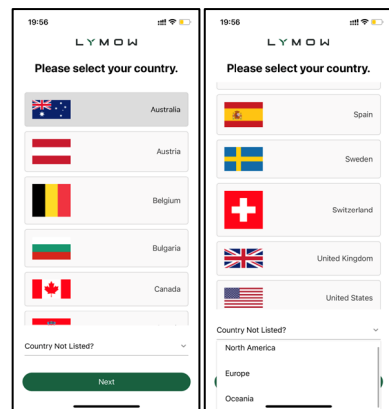 19:56
LYMOW
Please select your country.
Australia
Austria
Belgium
Bulgaria
Canada
Country Not Listed?
Next
19:56
LYMOW
Please select your country.
Spain
Sweden
Switzerland
United Kingdom
United States
Country Not Listed?
North America
Europe
Oceania